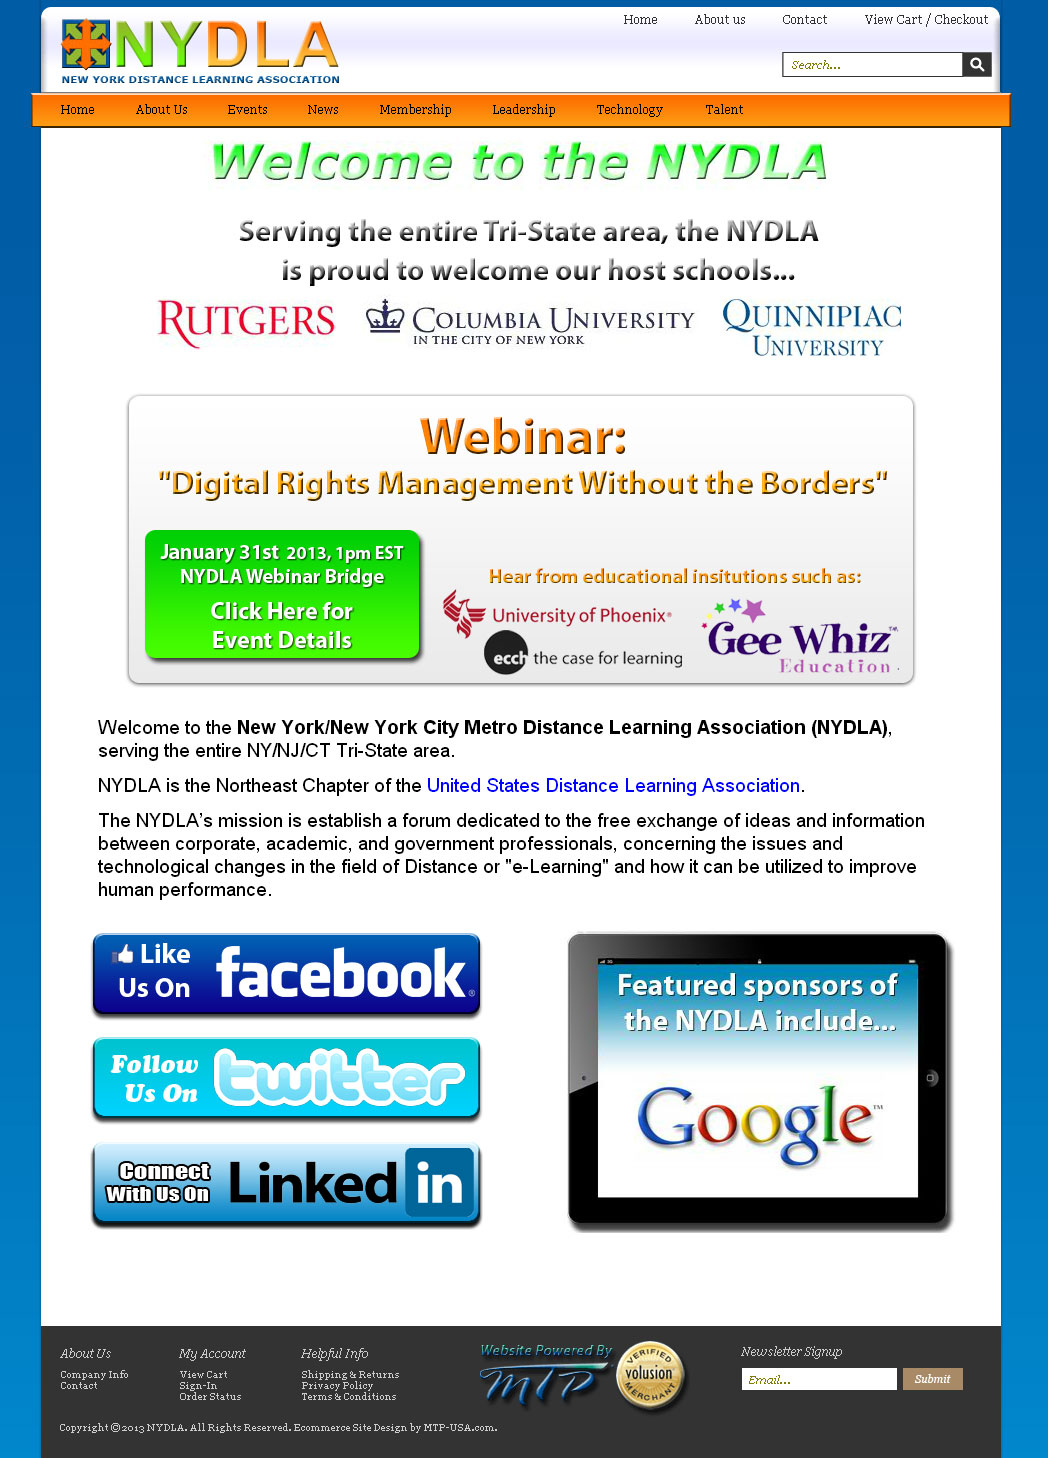 Home About us Contact View Cart / Checkout
NYDLA
NEW YORK DISTANCE LEARNING ASSOCIATION
Search...
Home About Us Events News Membership Leadership Technology Talent
Welcome to the NYDLA
Serving the entire Tri-State area, the NYDLA
is proud to welcome our host schools...
RUTGERS
COLUMBIA UNIVERSITY
IN THE CITY OF NEW YORK
QUINNIPIAC
UNIVERSITY
Webinar:
"Digital Rights Management Without the Borders"
January 31st 2013, 1pm EST
NYDLA Webinar Bridge
Click Here for
Event Details
Hear from educational insitutions such as:
University of Phoenix®
ecch the case for learning
Gee Whiz™
Education
Welcome to the New York/New York City Metro Distance Learning Association (NYDLA),
serving the entire NY/NJ/CT Tri-State area.
NYDLA is the Northeast Chapter of the United States Distance Learning Association.
The NYDLA's mission is establish a forum dedicated to the free exchange of ideas and information
between corporate, academic, and government professionals, concerning the issues and
technological changes in the field of Distance or "e-Learning" and how it can be utilized to improve
human performance.
Like
Us On
facebook®
Follow
Us On
twitter
Connect
With Us On
Linked in
3G
Featured sponsors of
the NYDLA include...
Google™
About Us
Company Info
Contact
My Account
View Cart
Sign-In
Order Status
Helpful Info
Shipping & Returns
Privacy Policy
Terms & Conditions
Website Powered By
MTP
VERIFIED
volusion
MERCHANT
Newsletter Signup
Email... Submit
Copyright ©2013 NYDLA. All Rights Reserved. Ecommerce Site Design by MTP-USA.com.